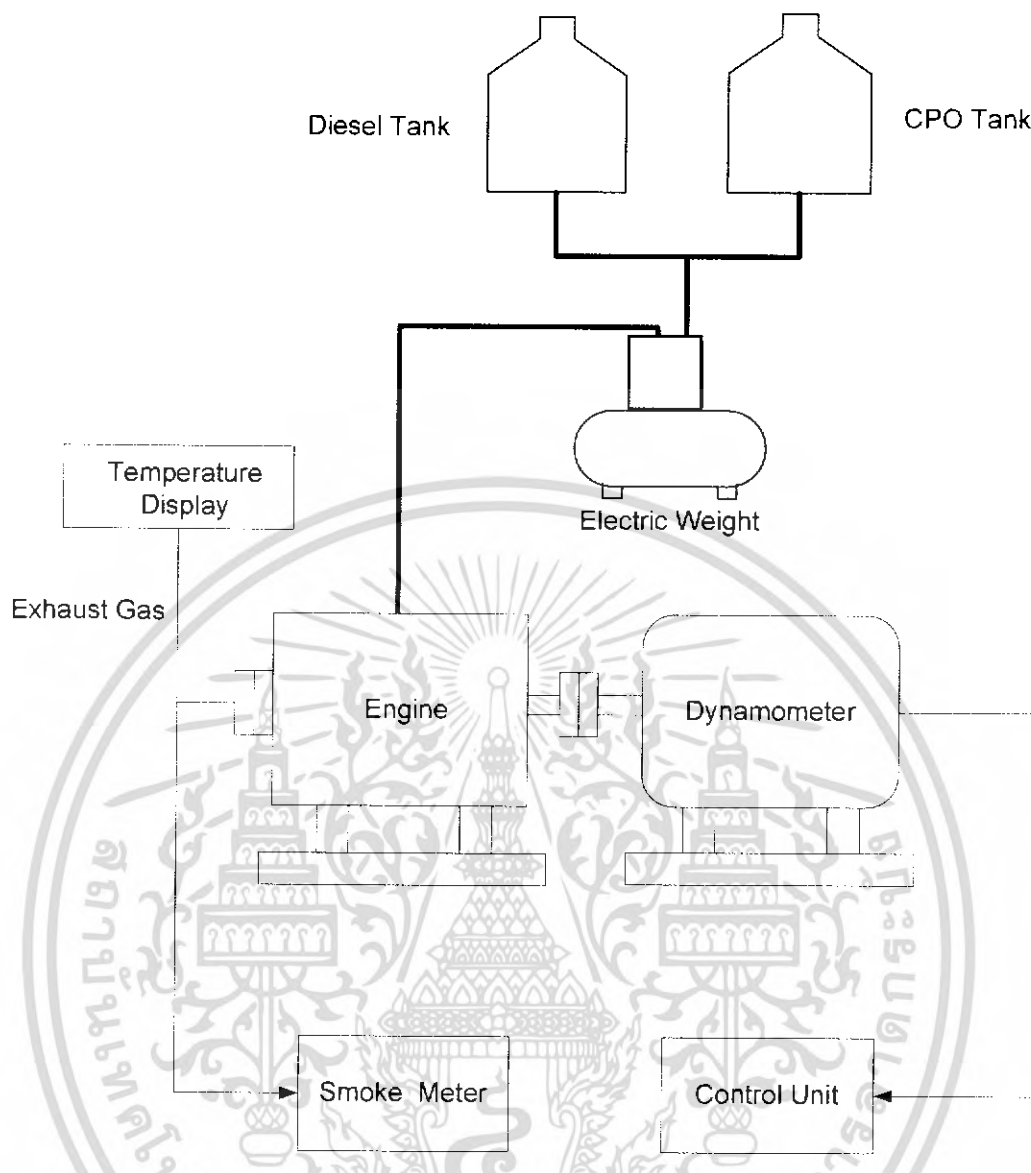 Diesel Tank
CPO Tank
Temperature
Display
Electric Weight
Exhaust Gas
Engine
Dynamometer
Smoke Meter
Control Unit